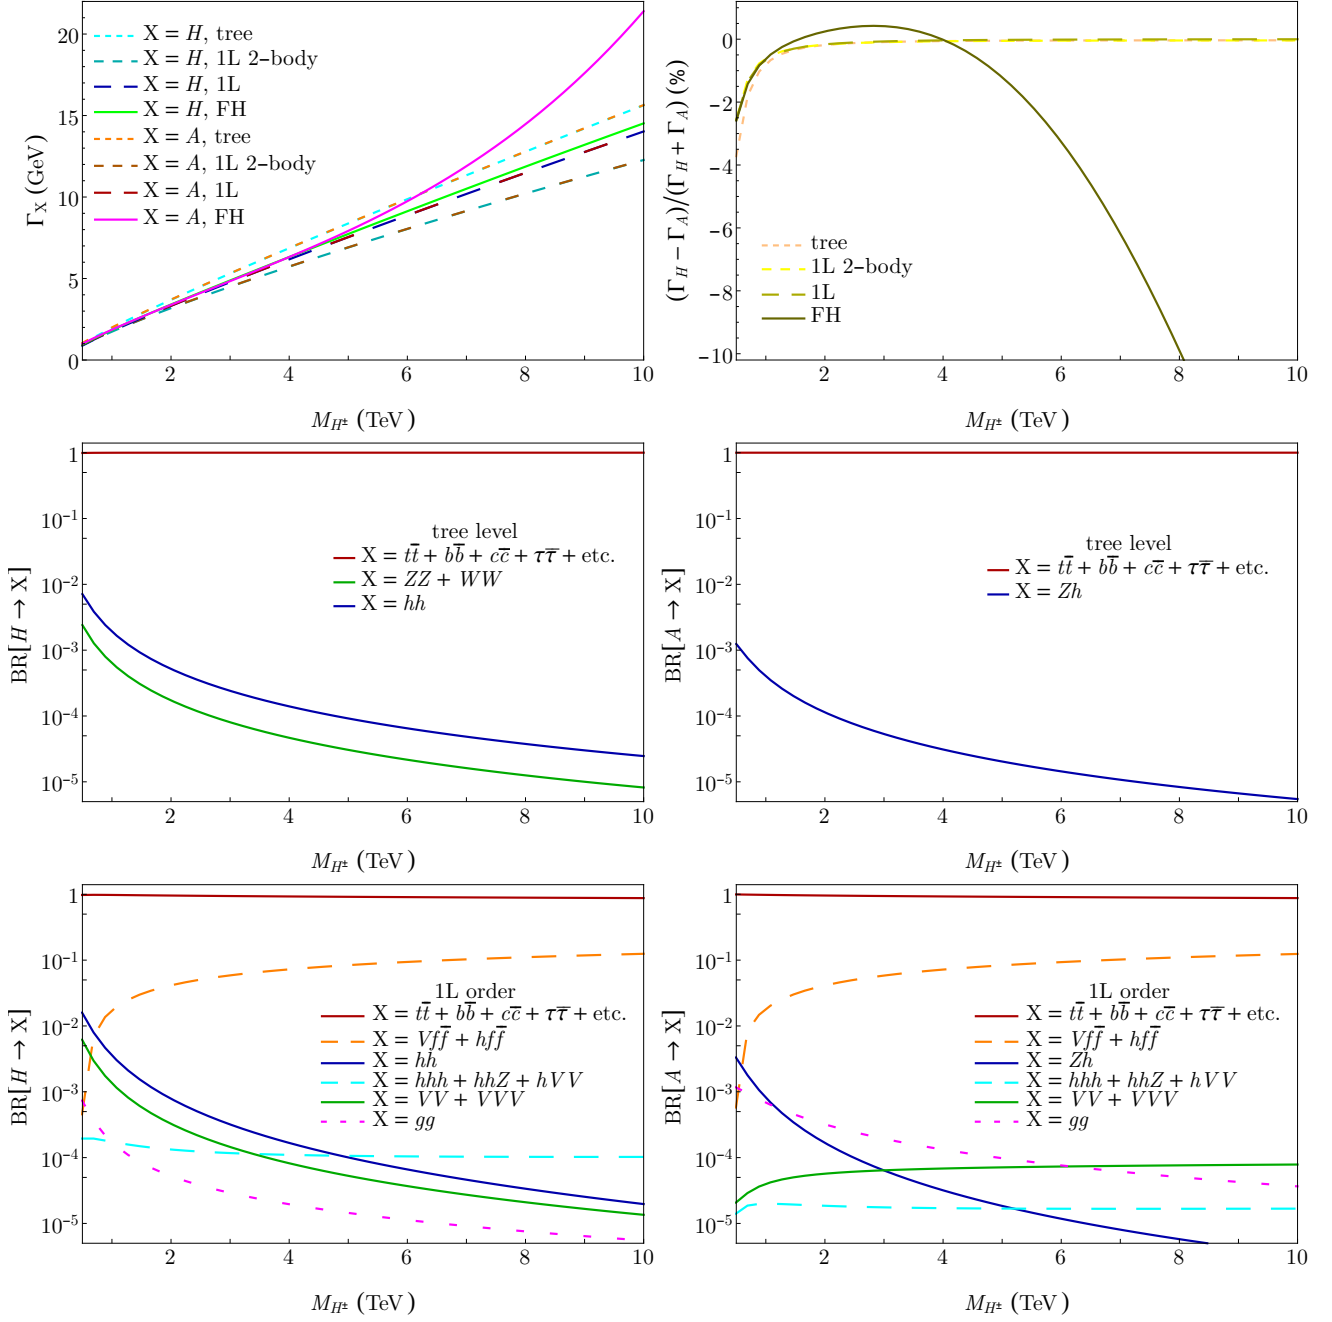 20
15
10
5
0
Γ_X (GeV)
X = H, tree
X = H, 1L 2−body
X = H, 1L
X = H, FH
X = A, tree
X = A, 1L 2−body
X = A, 1L
X = A, FH
2 4 6 8 10
M_H± (TeV)
0
−2
−4
−6
−8
−10
(Γ_H − Γ_A)/(Γ_H + Γ_A) (%)
tree
1L 2−body
1L
FH
2 4 6 8 10
M_H± (TeV)
1
10^−1
10^−2
10^−3
10^−4
10^−5
BR[H → X]
tree level
X = tt̅ + bb̅ + cc̅ + ττ̅ + etc.
X = ZZ + WW
X = hh
2 4 6 8 10
M_H± (TeV)
1
10^−1
10^−2
10^−3
10^−4
10^−5
BR[A → X]
tree level
X = tt̅ + bb̅ + cc̅ + ττ̅ + etc.
X = Zh
2 4 6 8 10
M_H± (TeV)
1
10^−1
10^−2
10^−3
10^−4
10^−5
BR[H → X]
1L order
X = tt̅ + bb̅ + cc̅ + ττ̅ + etc.
X = Vff̅ + hff̅
X = hh
X = hhh + hhZ + hVV
X = VV + VVV
X = gg
2 4 6 8 10
M_H± (TeV)
1
10^−1
10^−2
10^−3
10^−4
10^−5
BR[A → X]
1L order
X = tt̅ + bb̅ + cc̅ + ττ̅ + etc.
X = Vff̅ + hff̅
X = Zh
X = hhh + hhZ + hVV
X = VV + VVV
X = gg
2 4 6 8 10
M_H± (TeV)